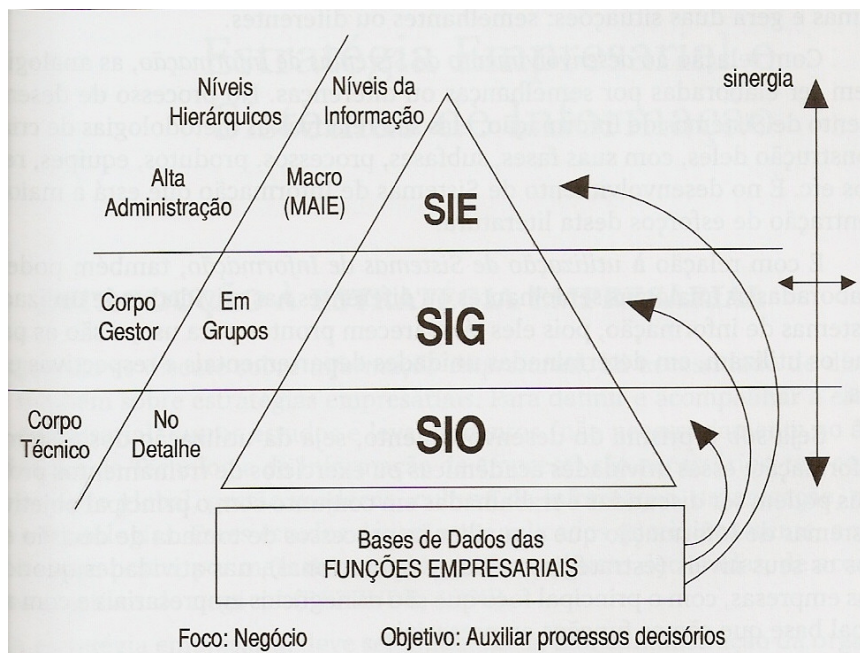 Níveis
Hierárquicos
Níveis da
Informação
sinergia
Alta
Administração
Macro
(MAIE)
SIE
Corpo
Gestor
Em
Grupos
SIG
Corpo
Técnico
No
Detalhe
SIO
Bases de Dados das
FUNÇÕES EMPRESARIAIS
Foco: Negócio
Objetivo: Auxiliar processos decisórios